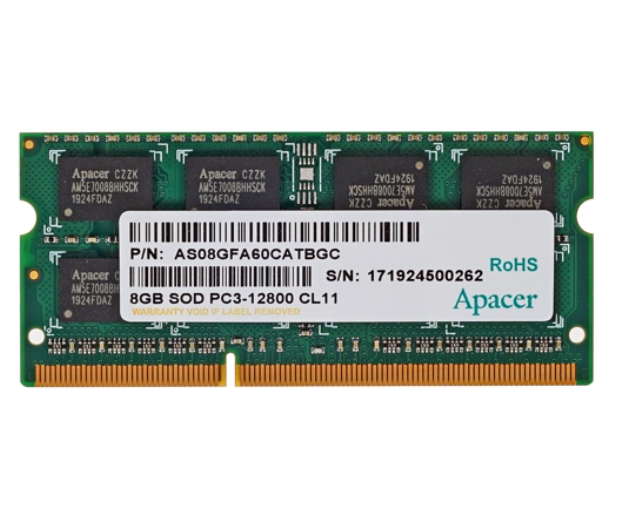 Apacer CZZK
AM5E7008BHHSCK
1924FDAZ
Apacer CZZK
AM5E7008BHHSCK
1924FDAZ
Apacer CZZK
AM5E7008BHHSCK
1924FDAZ
Apacer CZZK
AM5E7008BHHSCK
1924FDAZ
Apacer
AM5E7008BH
1924FDAZ
P/N: AS08GFA60CATBGC
S/N: 171924500262
8GB SOD PC3-12800 CL11
WARRANTY VOID IF LABEL REMOVED
RoHS
Apacer